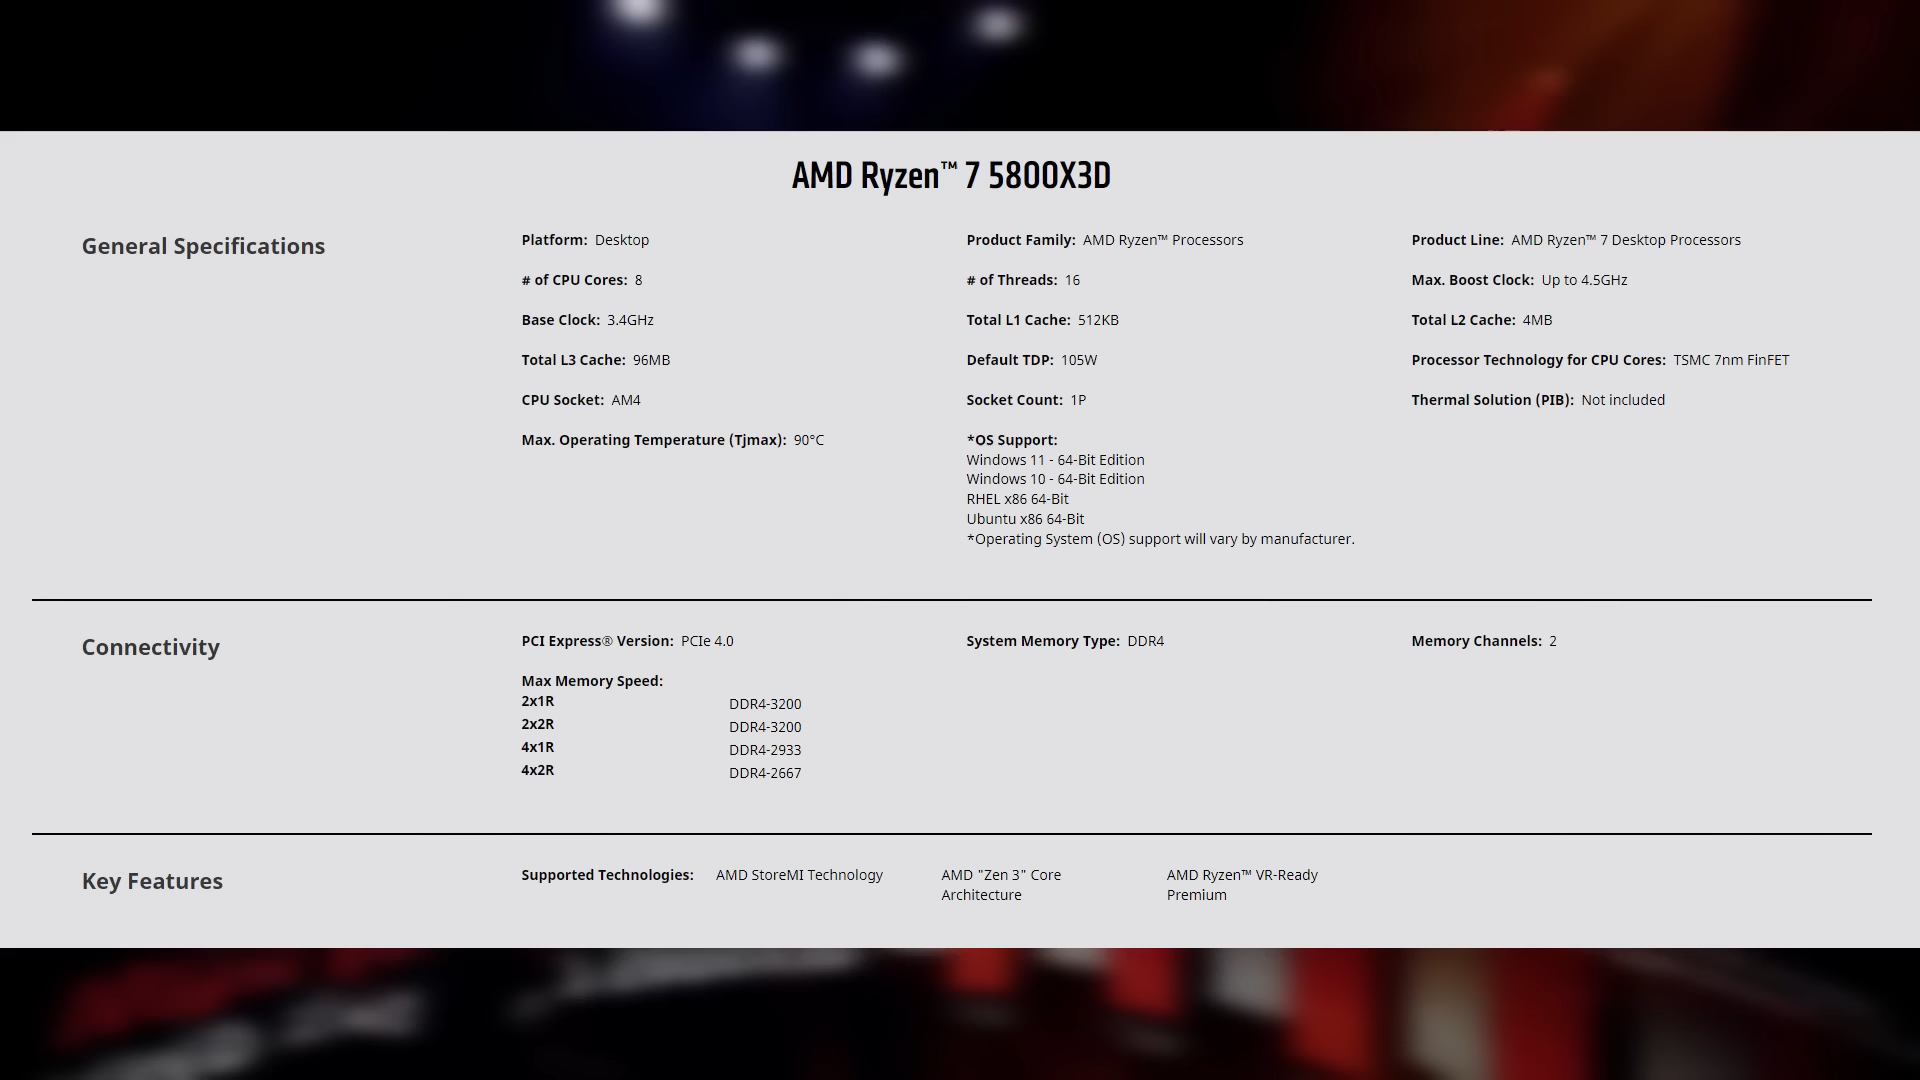 AMD Ryzen™ 7 5800X3D
General Specifications
Platform: Desktop
Product Family: AMD Ryzen™ Processors
Product Line: AMD Ryzen™ 7 Desktop Processors
# of CPU Cores: 8
# of Threads: 16
Max. Boost Clock: Up to 4.5GHz
Base Clock: 3.4GHz
Total L1 Cache: 512KB
Total L2 Cache: 4MB
Total L3 Cache: 96MB
Default TDP: 105W
Processor Technology for CPU Cores: TSMC 7nm FinFET
CPU Socket: AM4
Socket Count: 1P
Thermal Solution (PIB): Not included
Max. Operating Temperature (Tjmax): 90°C
*OS Support:
Windows 11 - 64-Bit Edition
Windows 10 - 64-Bit Edition
RHEL x86 64-Bit
Ubuntu x86 64-Bit
*Operating System (OS) support will vary by manufacturer.
Connectivity
PCI Express® Version: PCIe 4.0
System Memory Type: DDR4
Memory Channels: 2
Max Memory Speed:
2x1R DDR4-3200
2x2R DDR4-3200
4x1R DDR4-2933
4x2R DDR4-2667
Key Features
Supported Technologies:
AMD StoreMI Technology
AMD "Zen 3" Core
Architecture
AMD Ryzen™ VR-Ready
Premium